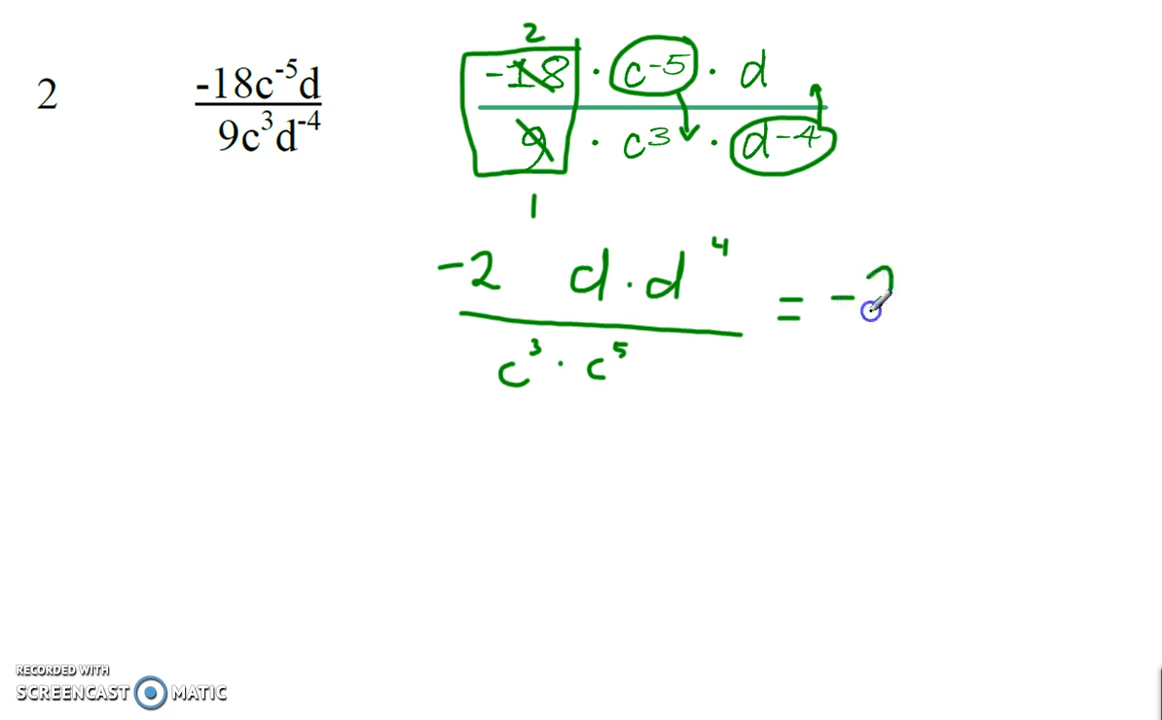 2
-18c⁻⁵d
9c³d⁻⁴
2
-18 · c⁻⁵ · d
9 · c³ · d⁻⁴
1
-2 d · d⁴
c³ · c⁵
= -2
RECORDED WITH
SCREENCAST MATIC